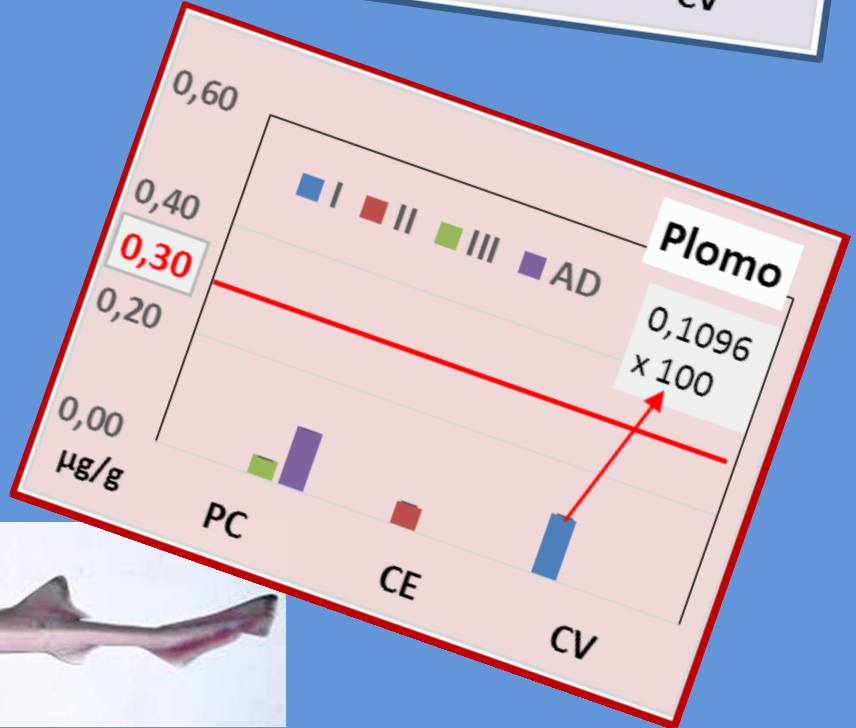 CV
0,60
I II III AD
Plomo
0,40
0,30
0,20
0,1096
x 100
0,00
µg/g
PC
CE
CV